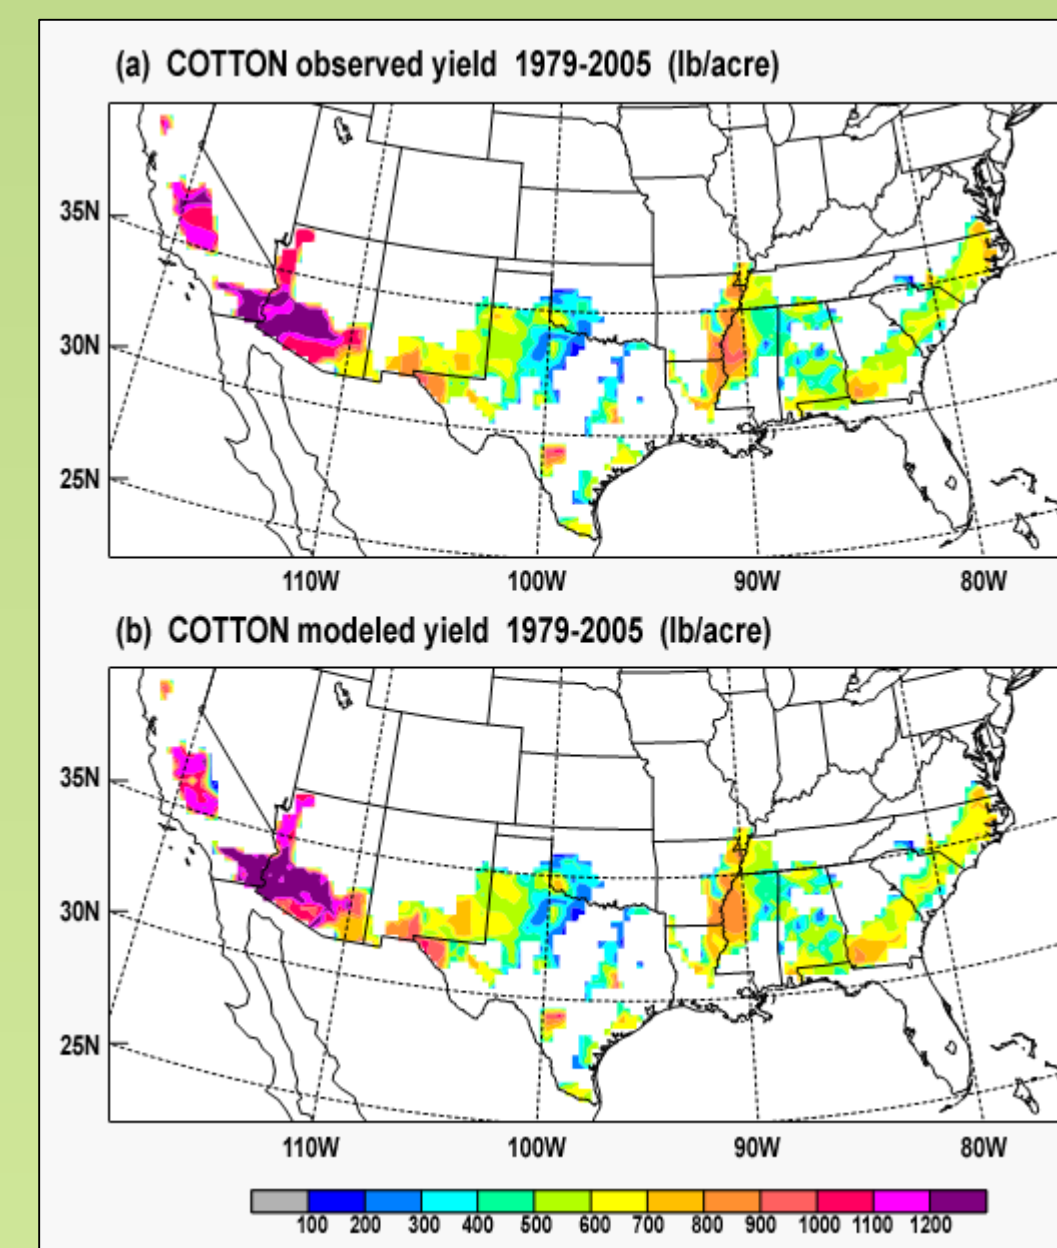 (a) COTTON observed yield 1979-2005 (lb/acre)
35N
30N
25N
110W 100W 90W 80W
(b) COTTON modeled yield 1979-2005 (lb/acre)
35N
30N
25N
110W 100W 90W 80W
100 200 300 400 500 600 700 800 900 1000 1100 1200